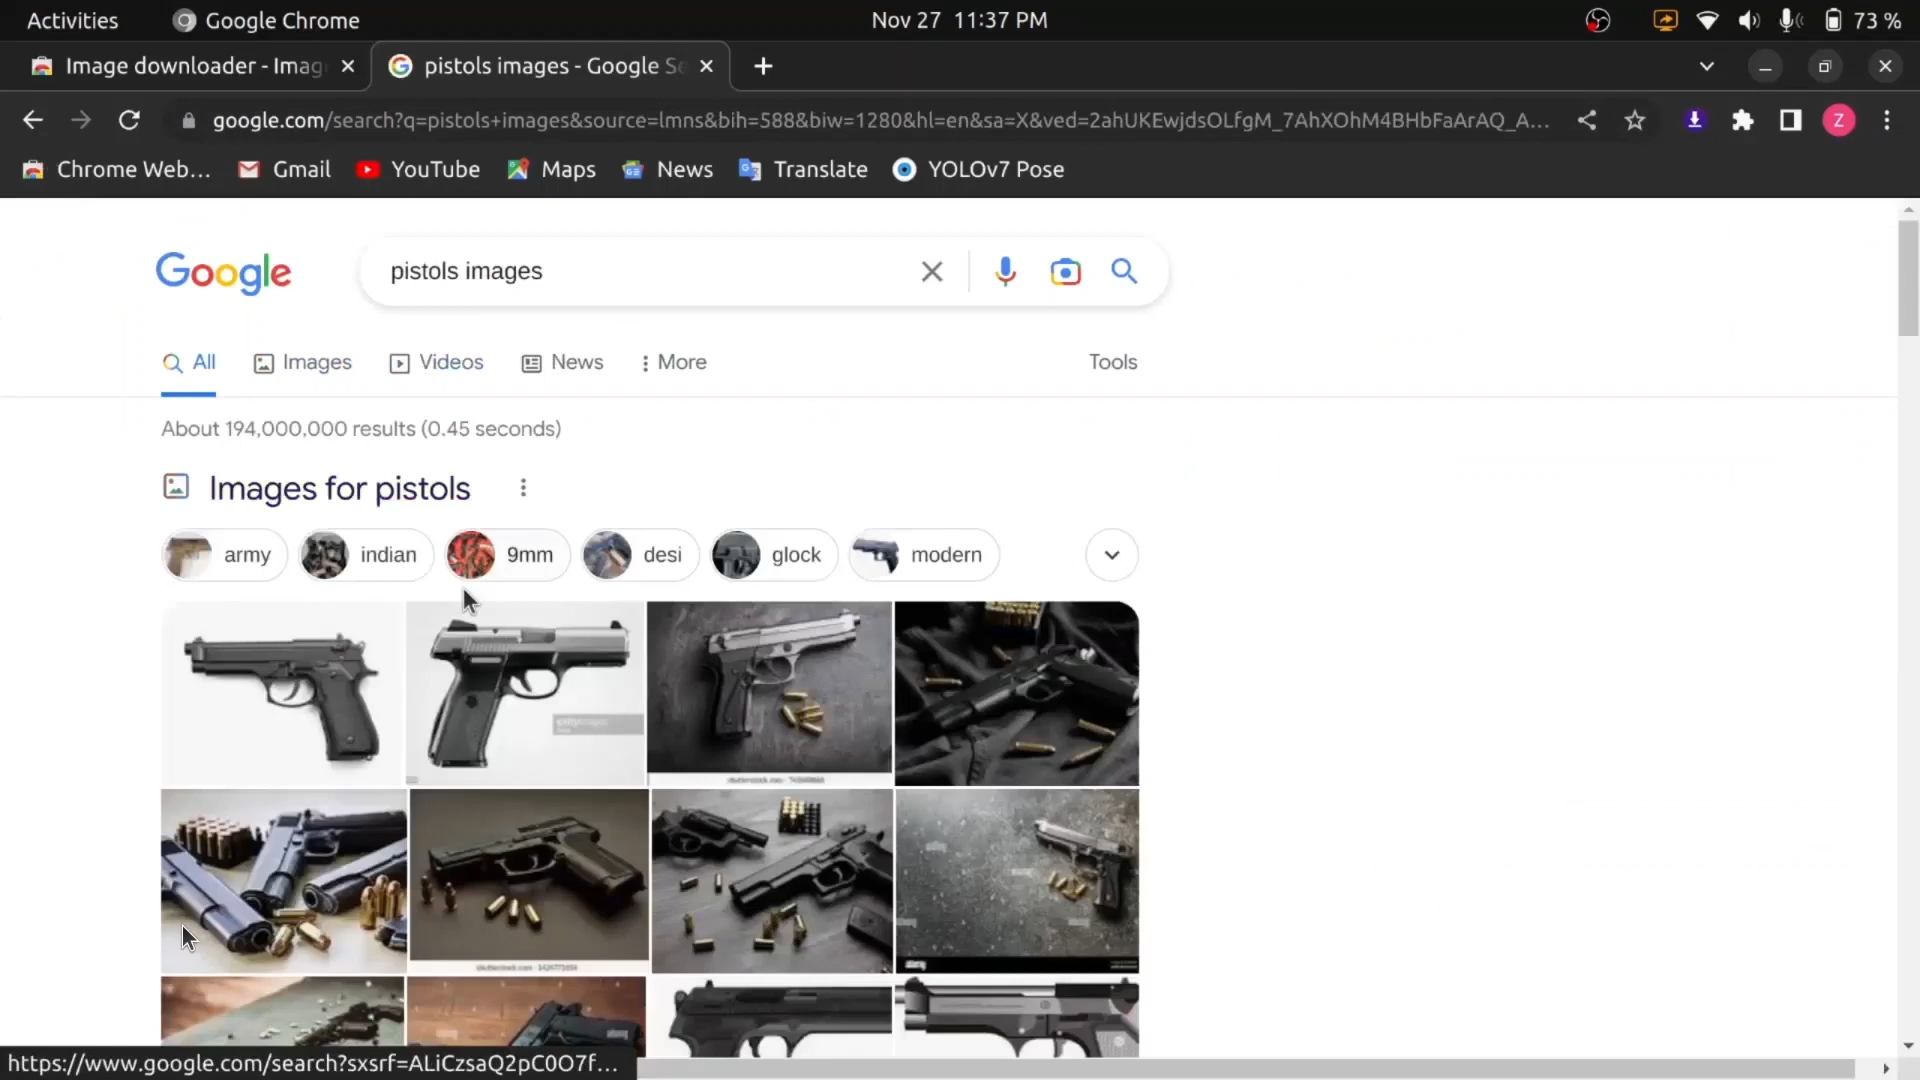 Activities
Google Chrome
Nov 27 11:37 PM
73 %
Image downloader - Imag
pistols images - Google Se
google.com/search?q=pistols+images&source=lmns&bih=588&biw=1280&hl=en&sa=X&ved=2ahUKEwjdsOLfgM_7AhXOhM4BHbFaArAQ_A...
Z
Chrome Web...
Gmail
YouTube
Maps
News
Translate
YOLOv7 Pose
Google
pistols images
All
Images
Videos
News
More
Tools
About 194,000,000 results (0.45 seconds)
Images for pistols
army
indian
9mm
desi
glock
modern
https://www.google.com/search?sxsrf=ALiCzsaQ2pC0O7f...